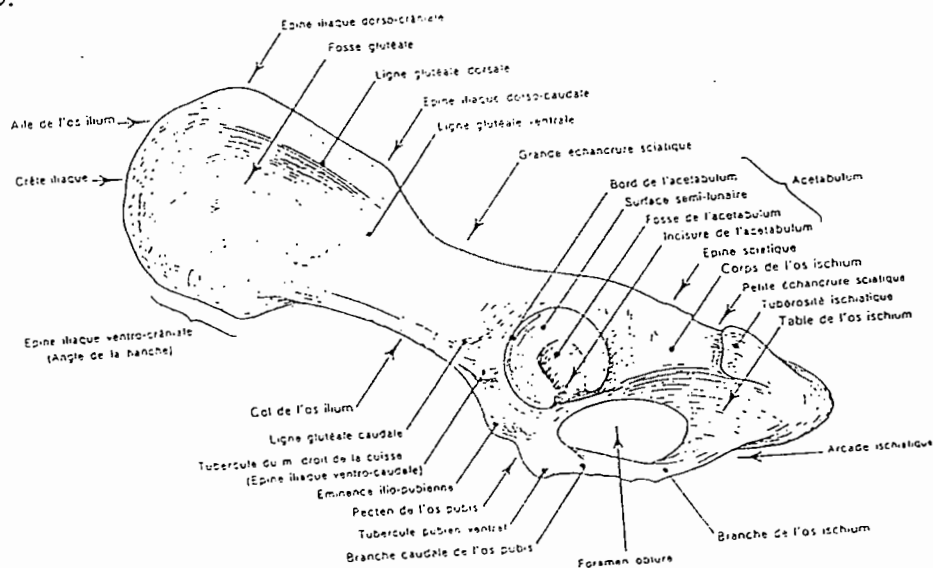 Epine iliaque dorso-crâniale
Fosse glutéale
Ligne glutéale dorsale
Epine iliaque dorso-caudale
Ligne glutéale ventrale
Grande échancrure sciatique
Aile de l'os ilium
Crête iliaque
Bord de l'acetabulum
Surface semi-lunaire
Fosse de l'acetabulum
Incisure de l'acetabulum
Acetabulum
Epine sciatique
Corps de l'os ischium
Petite échancrure sciatique
Tubérosité ischiatique
Table de l'os ischium
Epine iliaque ventro-crâniale
(Angle de la hanche)
Col de l'os ilium
Ligne glutéale caudale
Tubercule du m. droit de la cuisse
(Epine iliaque ventro-caudale)
Eminence ilio-pubienne
Pecten de l'os pubis
Tubercule pubien ventral
Branche caudale de l'os pubis
Foramen obturé
Branche de l'os ischium
Arcade ischiatique